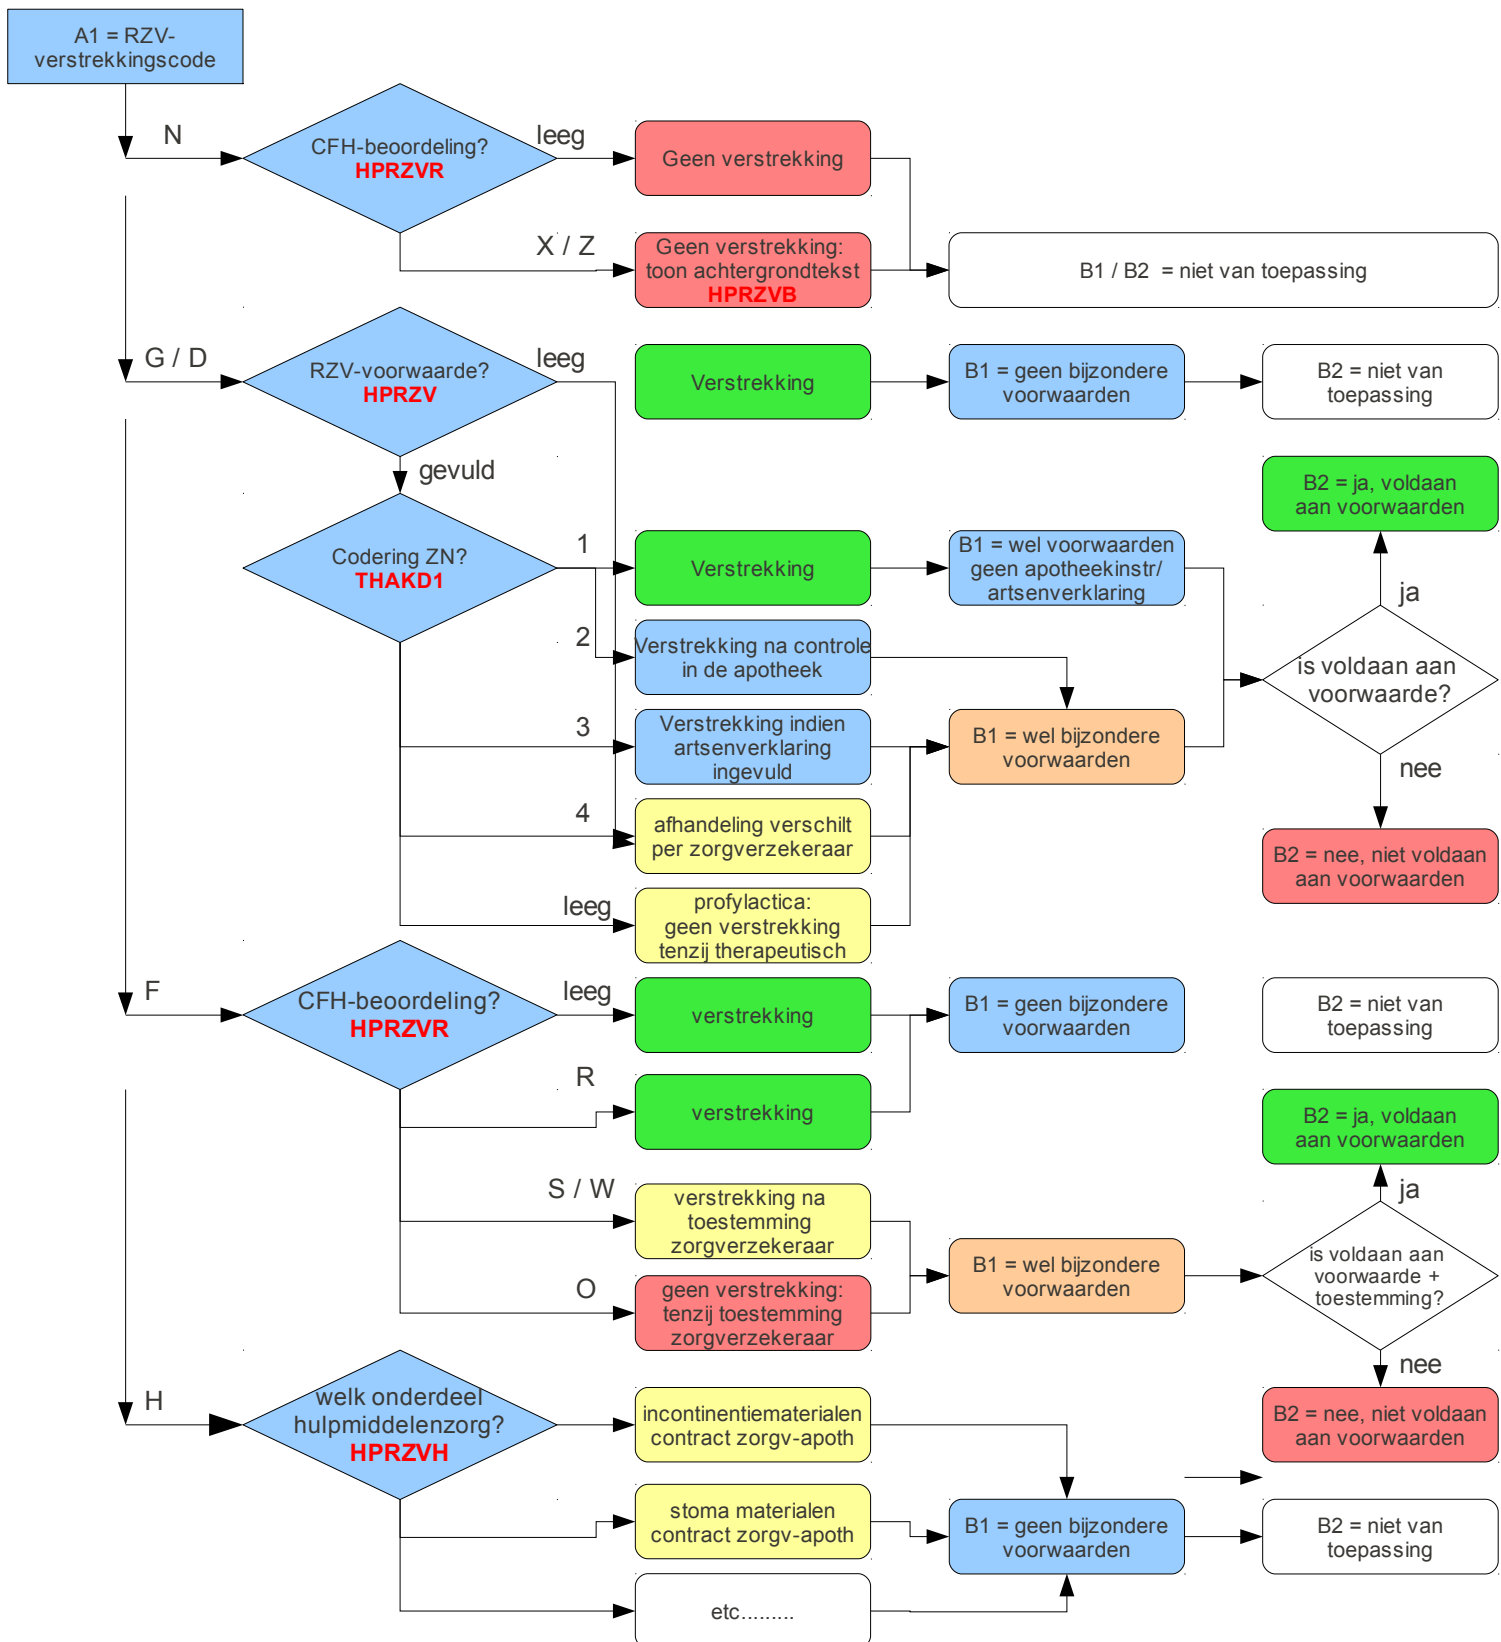 A1 = RZV-
verstrekkingscode
N
CFH-beoordeling?
HPRZVR
leeg
Geen verstrekking
X / Z
Geen verstrekking:
toon achtergrondtekst
HPRZVB
B1 / B2 = niet van toepassing
G / D
RZV-voorwaarde?
HPRZV
leeg
Verstrekking
B1 = geen bijzondere
voorwaarden
B2 = niet van
toepassing
gevuld
Codering ZN?
THAKD1
1
Verstrekking
B1 = wel voorwaarden
geen apotheekinstr/
artsenverklaring
2
Verstrekking na controle
in de apotheek
3
Verstrekking indien
artsenverklaring
ingevuld
B1 = wel bijzondere
voorwaarden
4
afhandeling verschilt
per zorgverzekeraar
leeg
profylactica:
geen verstrekking
tenzij therapeutisch
B2 = ja, voldaan
aan voorwaarden
ja
is voldaan aan
voorwaarde?
nee
B2 = nee, niet voldaan
aan voorwaarden
F
CFH-beoordeling?
HPRZVR
leeg
verstrekking
B1 = geen bijzondere
voorwaarden
B2 = niet van
toepassing
R
verstrekking
S / W
verstrekking na
toestemming
zorgverzekeraar
O
geen verstrekking:
tenzij toestemming
zorgverzekeraar
B1 = wel bijzondere
voorwaarden
B2 = ja, voldaan
aan voorwaarden
ja
is voldaan aan
voorwaarde +
toestemming?
nee
B2 = nee, niet voldaan
aan voorwaarden
H
welk onderdeel
hulpmiddelenzorg?
HPRZVH
incontinentiematerialen
contract zorgv-apoth
stoma materialen
contract zorgv-apoth
etc.........
B1 = geen bijzondere
voorwaarden
B2 = niet van
toepassing